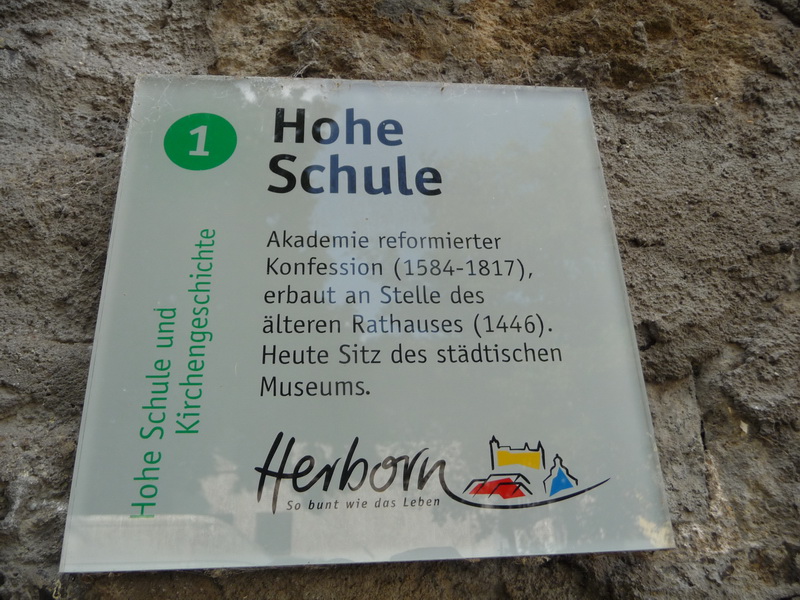 1
Hohe
Schule
Hohe Schule und
Kirchengeschichte
Akademie reformierter
Konfession (1584-1817),
erbaut an Stelle des
älteren Rathauses (1446).
Heute Sitz des städtischen
Museums.
Herborn
So bunt wie das Leben